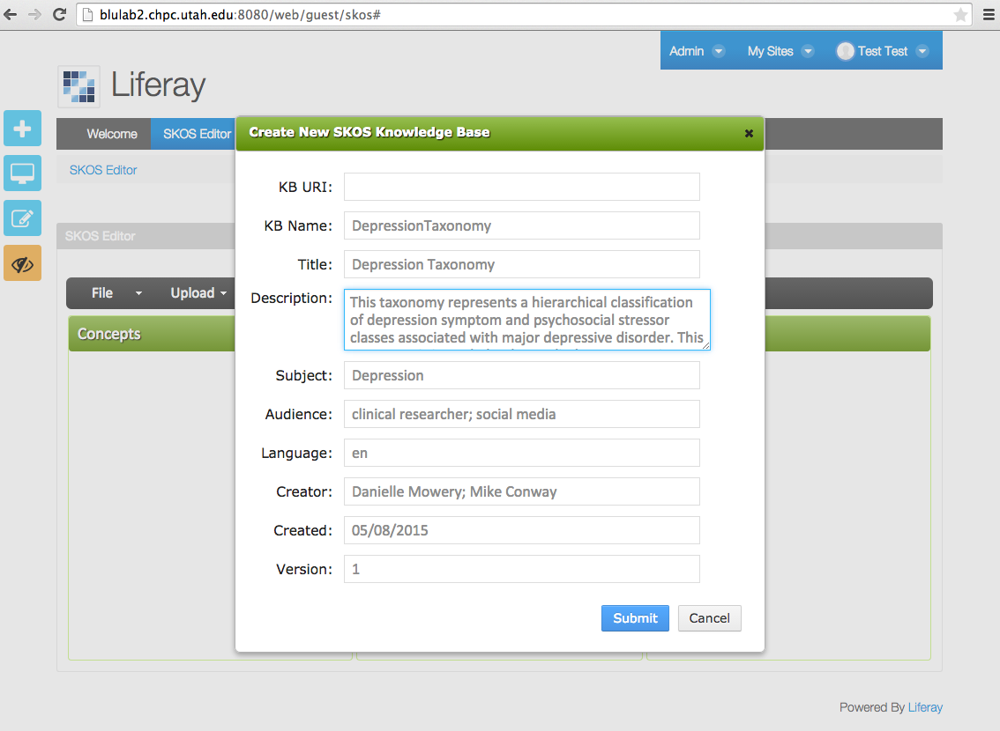 blulab2.chpc.utah.edu:8080/web/guest/skos#
Admin My Sites Test Test
Liferay
Welcome SKOS Editor
Create New SKOS Knowledge Base
SKOS Editor
KB URI:
KB Name: DepressionTaxonomy
SKOS Editor
Title: Depression Taxonomy
File Upload
Description: This taxonomy represents a hierarchical classification
of depression symptom and psychosocial stressor
classes associated with major depressive disorder. This
Concepts
Subject: Depression
Audience: clinical researcher; social media
Language: en
Creator: Danielle Mowery; Mike Conway
Created: 05/08/2015
Version: 1
Submit Cancel
Powered By Liferay